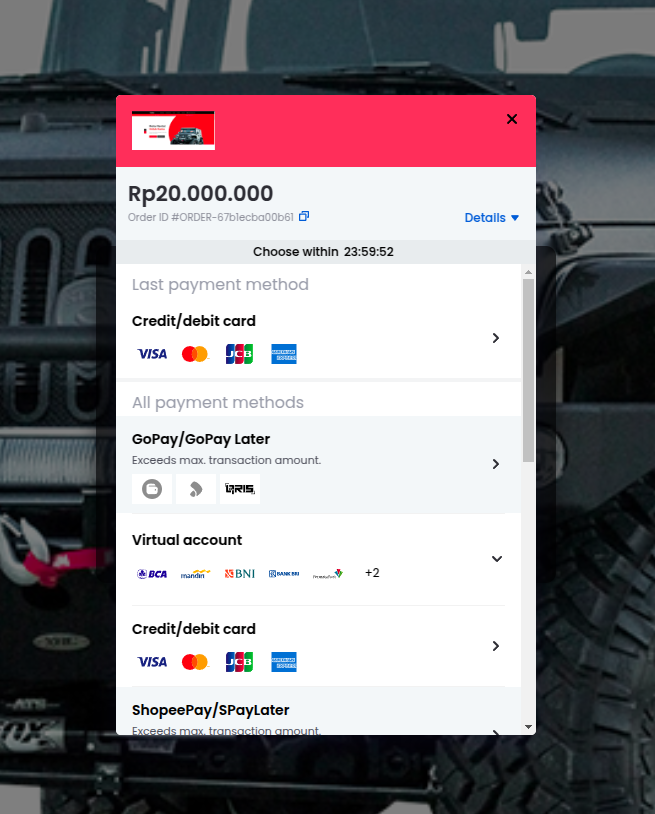 Rp20.000.000
Order ID #ORDER-67b1ecba00b61
Details
Choose within 23:59:52
Last payment method
Credit/debit card
VISA JCB
All payment methods
GoPay/GoPay Later
Exceeds max. transaction amount.
QRIS
Virtual account
BCA mandiri BNI BANK BRI PermataBank +2
Credit/debit card
VISA JCB
ShopeePay/SPayLater
Exceeds max. transaction amount.